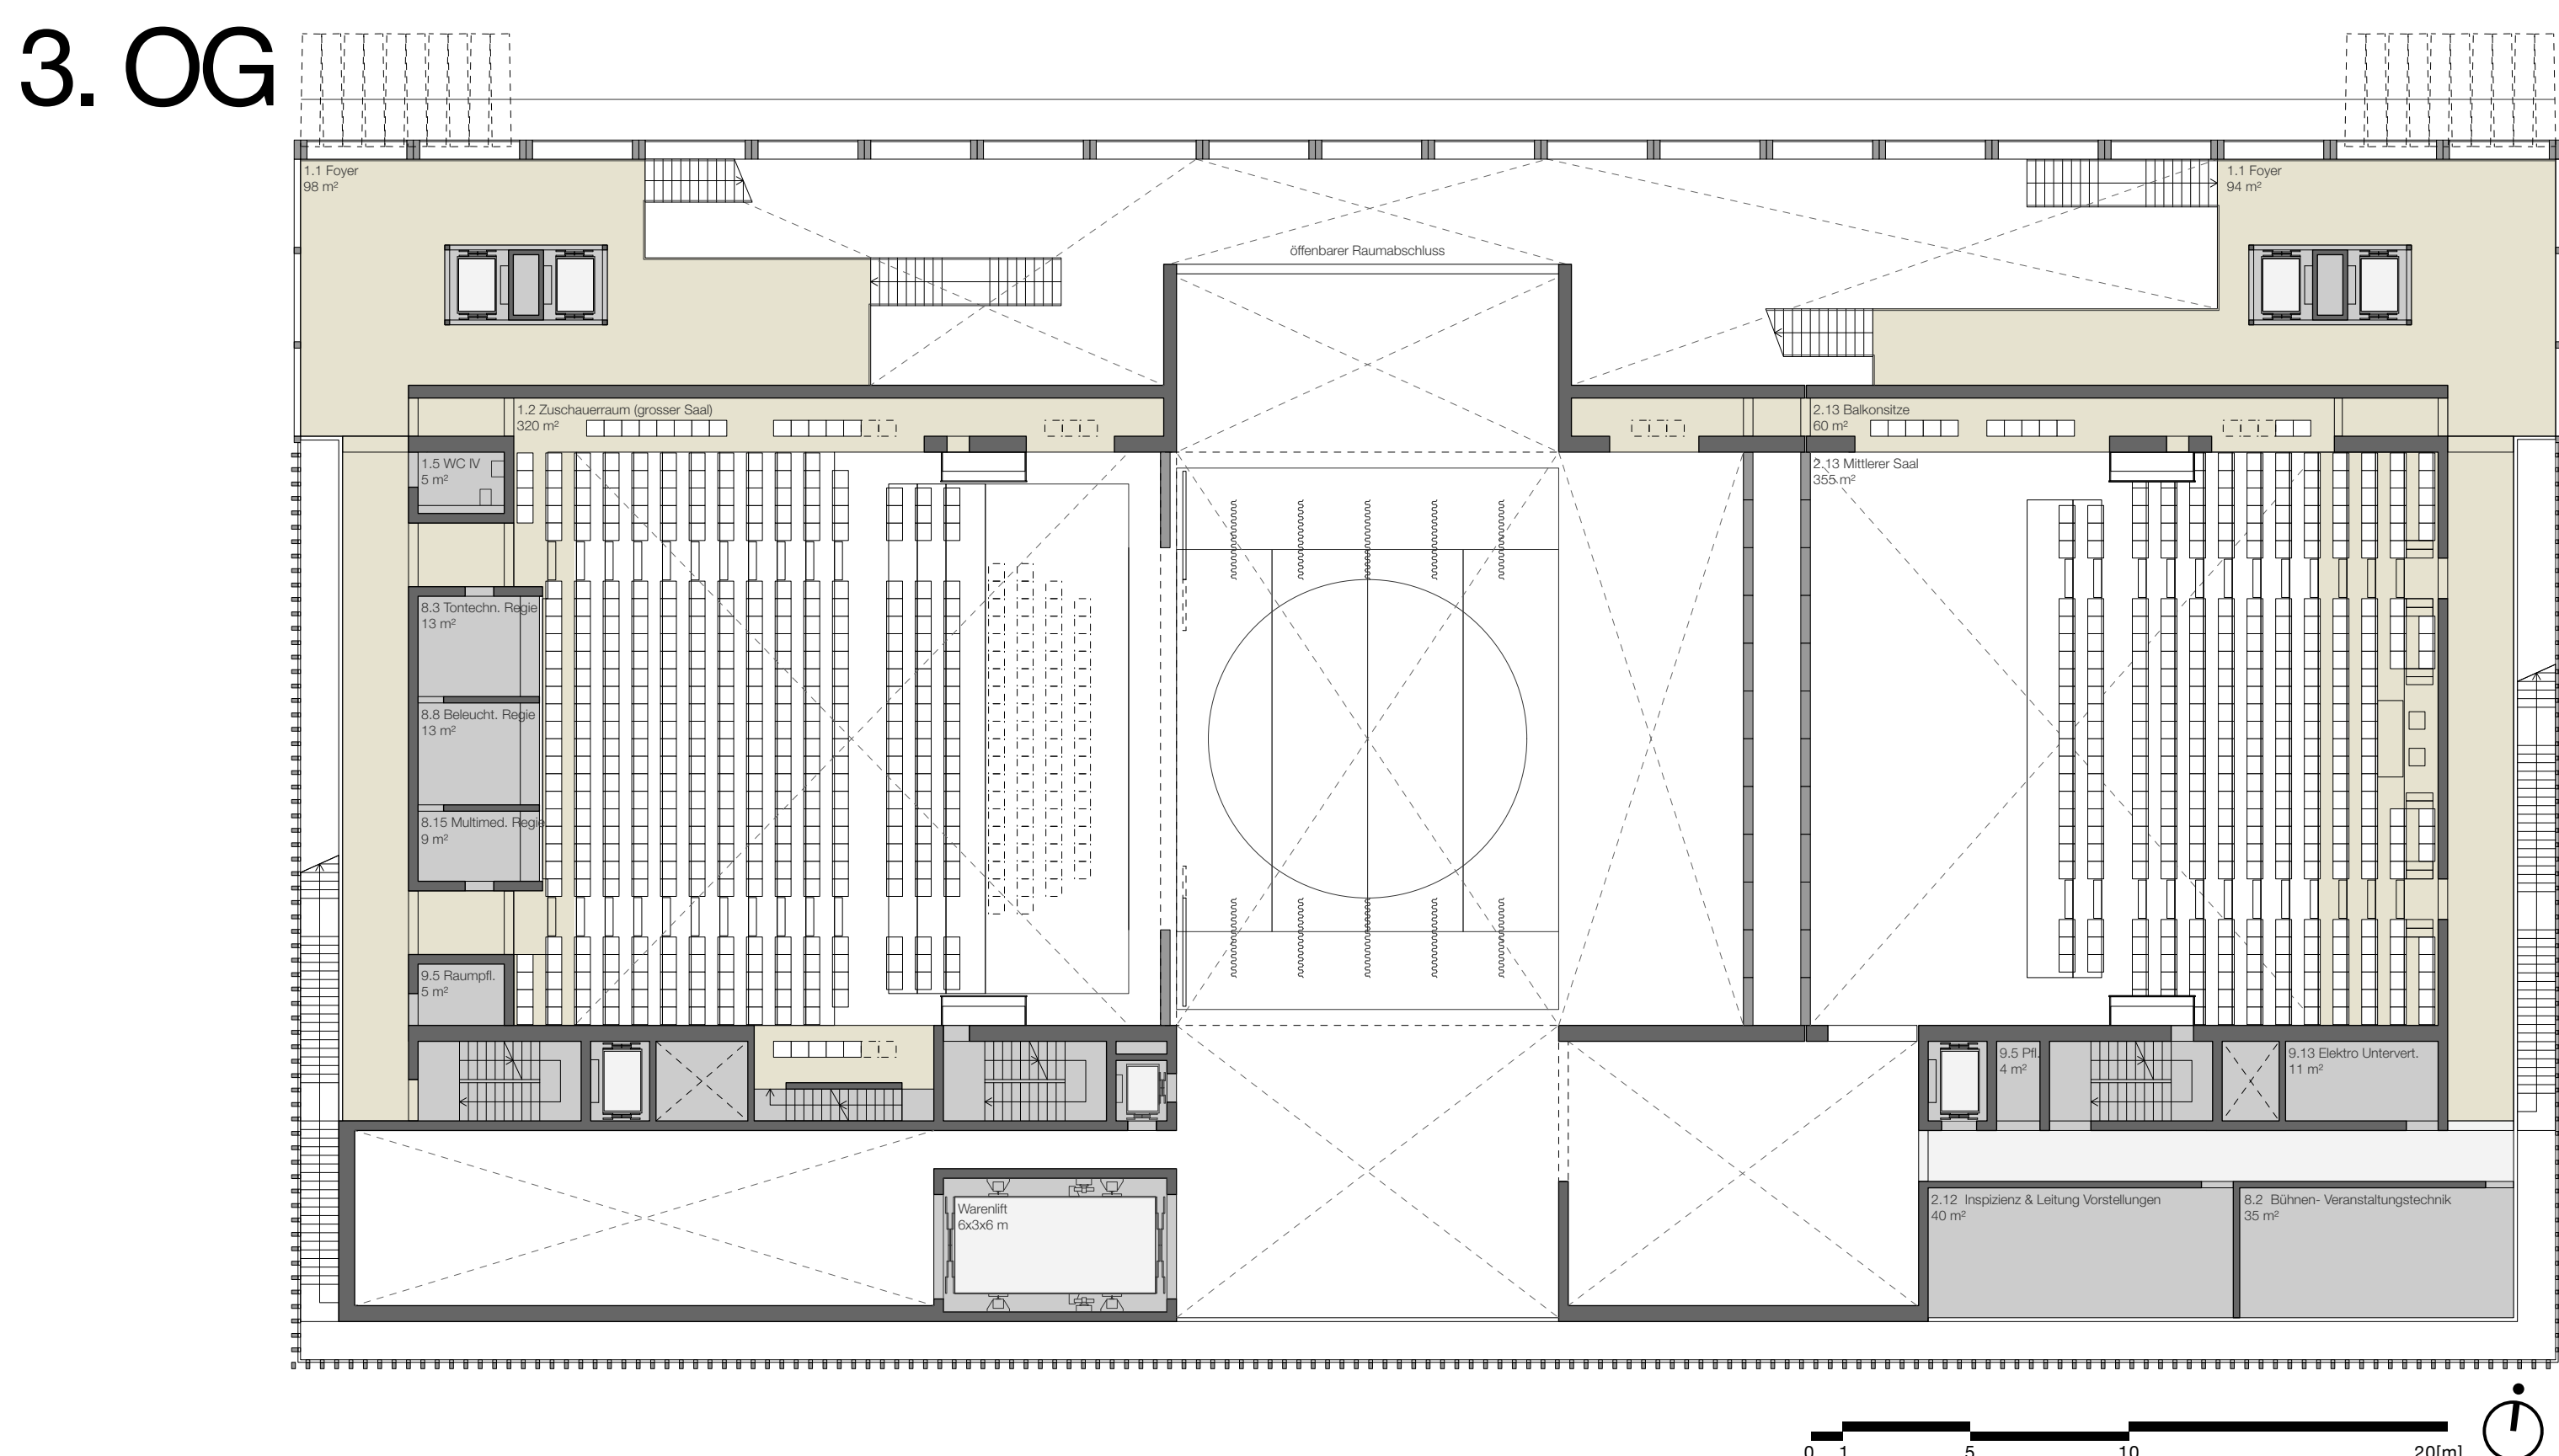 3. OG
1.1 Foyer
98 m²
1.1 Foyer
94 m²
öffenbarer Raumabschluss
1.2 Zuschauerraum (grosser Saal)
320 m²
2.13 Balkonsitze
60 m²
1.5 WC IV
5 m²
2.13 Mittlerer Saal
355 m²
8.3 Tontechn. Regie
13 m²
8.8 Beleucht. Regie
13 m²
8.15 Multimed. Regie
9 m²
9.5 Raumpfl.
5 m²
9.5 Pfl.
4 m²
9.13 Elektro Untervert.
11 m²
Warenlift
6x3x6 m
2.12 Inspizienz & Leitung Vorstellungen
40 m²
8.2 Bühnen- Veranstaltungstechnik
35 m²
0 1 5 10 20[m]